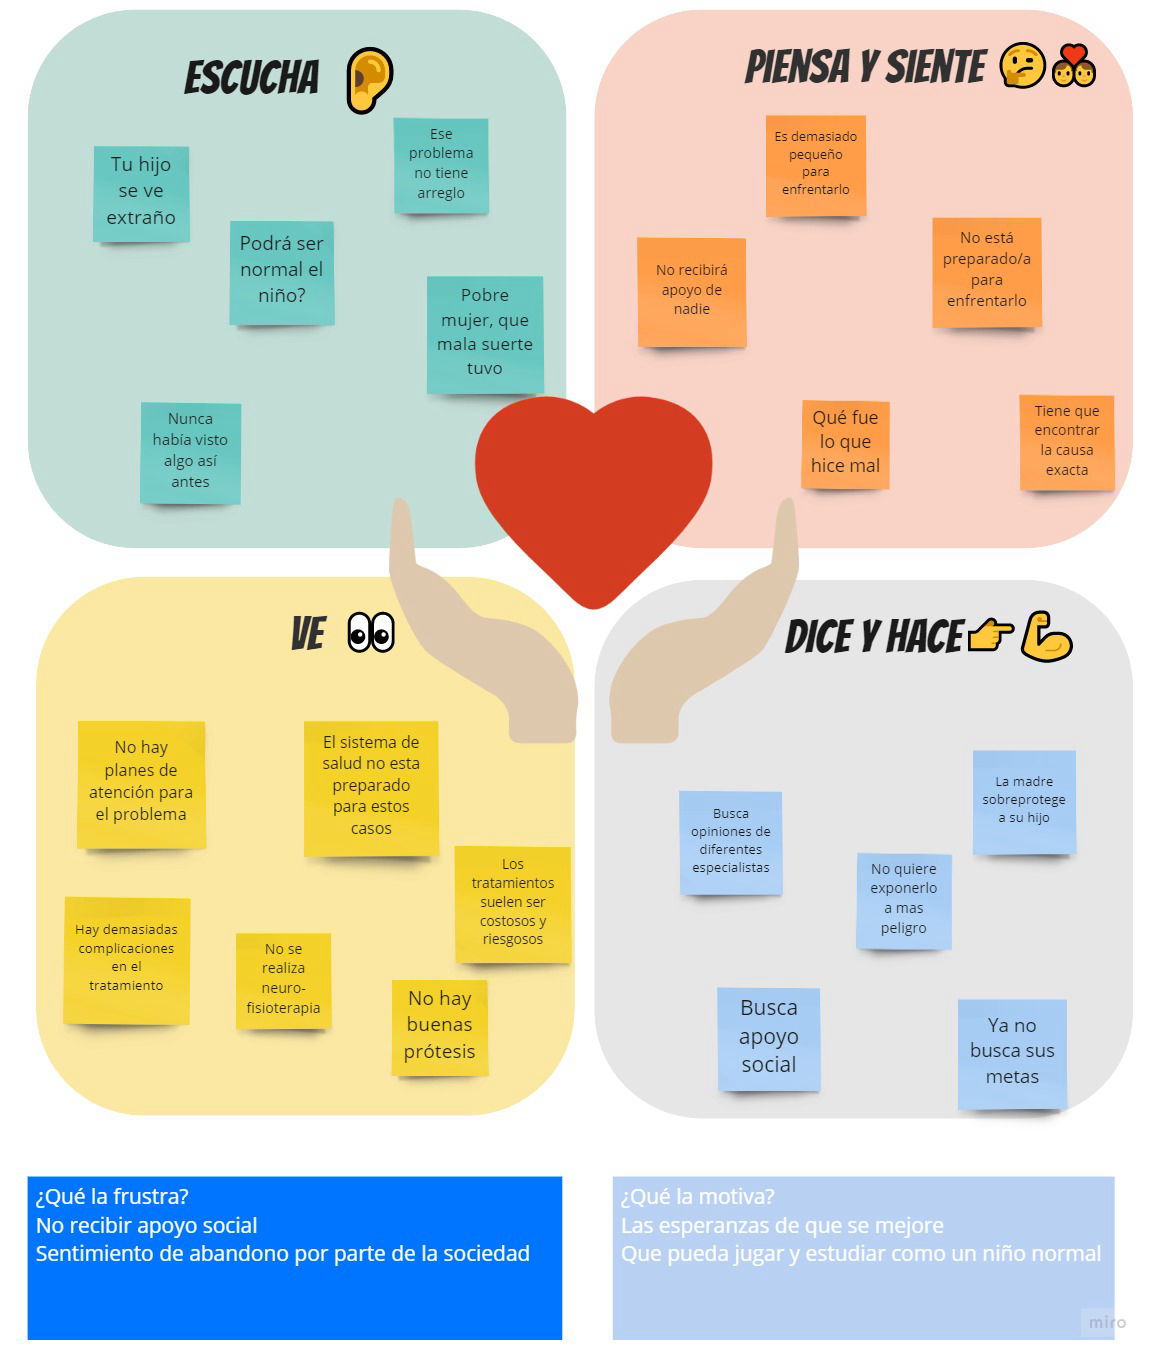 ESCUCHA
Tu hijo
se ve
extraño
Ese
problema
no tiene
arreglo
Podrá ser
normal el
niño?
Pobre
mujer, que
mala suerte
tuvo
Nunca
había visto
algo así
antes
PIENSA Y SIENTE
Es demasiado
pequeño
para
enfrentarlo
No recibirá
apoyo de
nadie
No está
preparado/a
para
enfrentarlo
Qué fue
lo que
hice mal
Tiene que
encontrar
la causa
exacta
VE
No hay
planes de
atención para
el problema
El sistema de
salud no esta
preparado
para estos
casos
Los
tratamientos
suelen ser
costosos y
riesgosos
Hay demasiadas
complicaciones
en el
tratamiento
No se
realiza
neuro-
fisioterapia
No hay
buenas
prótesis
DICE Y HACE
La madre
sobreprotege
a su hijo
Busca
opiniones de
diferentes
especialistas
No quiere
exponerlo
a mas
peligro
Busca
apoyo
social
Ya no
busca sus
metas
¿Qué la frustra?
No recibir apoyo social
Sentimiento de abandono por parte de la sociedad
¿Qué la motiva?
Las esperanzas de que se mejore
Que pueda jugar y estudiar como un niño normal
miro